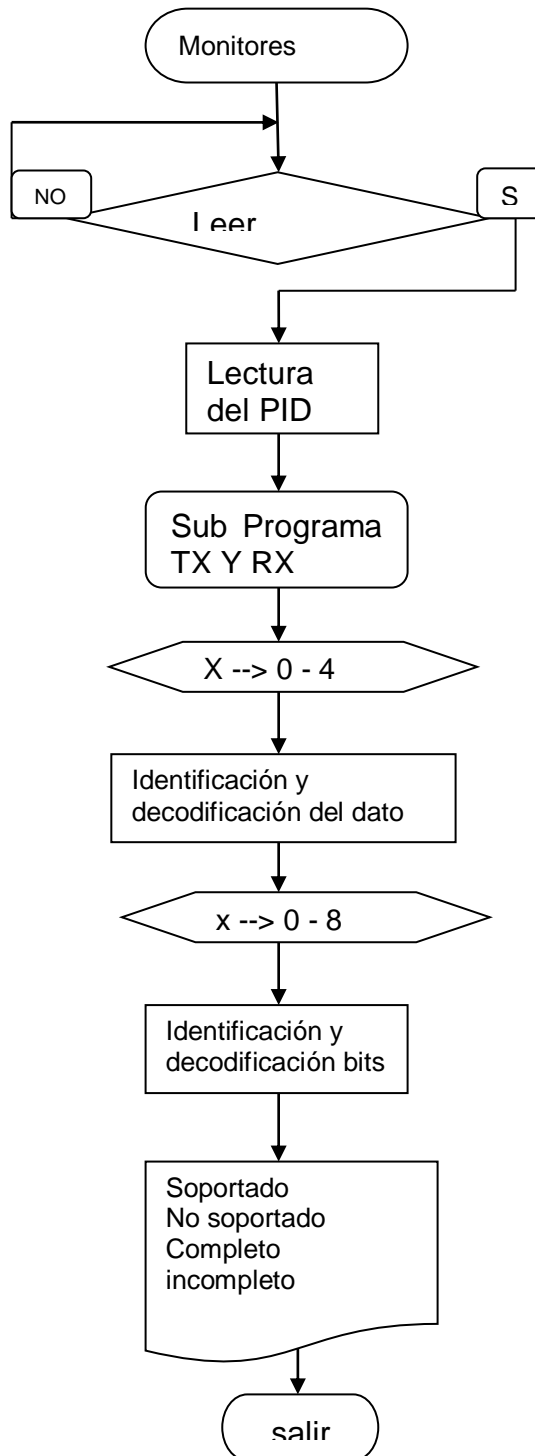 Monitores
NO
Leer
S
Lectura
del PID
Sub Programa
TX Y RX
X --> 0 - 4
Identificación y
decodificación del dato
x --> 0 - 8
Identificación y
decodificación bits
Soportado
No soportado
Completo
incompleto
salir